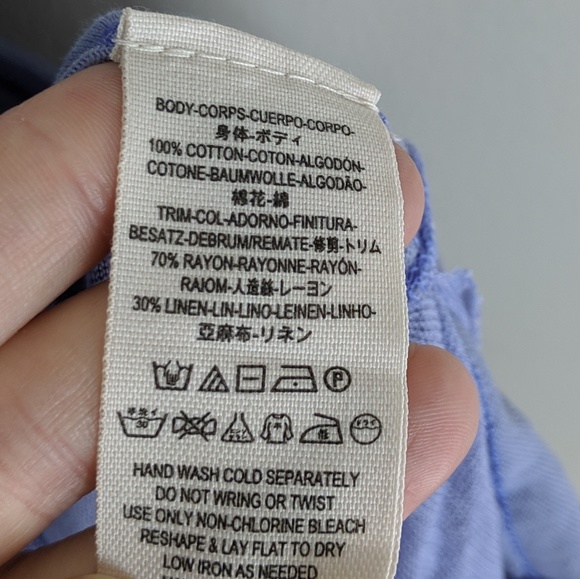 BODY-CORPS-CUERPO-CORPO-
身体-ボディ
100% COTTON-COTON-ALGODÓN-
COTONE-BAUMWOLLE-ALGODÃO-
棉花-綿
TRIM-COL-ADORNO-FINITURA-
BESATZ-DEBRUM/REMATE-修剪-トリム
70% RAYON-RAYONNE-RAYÓN-
RAIOM-人造絲-レーヨン
30% LINEN-LIN-LINO-LEINEN-LINHO-
亞麻布-リネン
P
30
HAND WASH COLD SEPARATELY
DO NOT WRING OR TWIST
USE ONLY NON-CHLORINE BLEACH
RESHAPE & LAY FLAT TO DRY
LOW IRON AS NEEDED